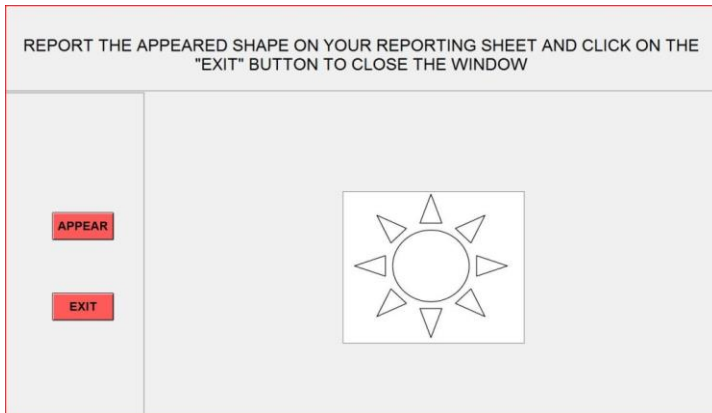 REPORT THE APPEARED SHAPE ON YOUR REPORTING SHEET AND CLICK ON THE
"EXIT" BUTTON TO CLOSE THE WINDOW
APPEAR
EXIT